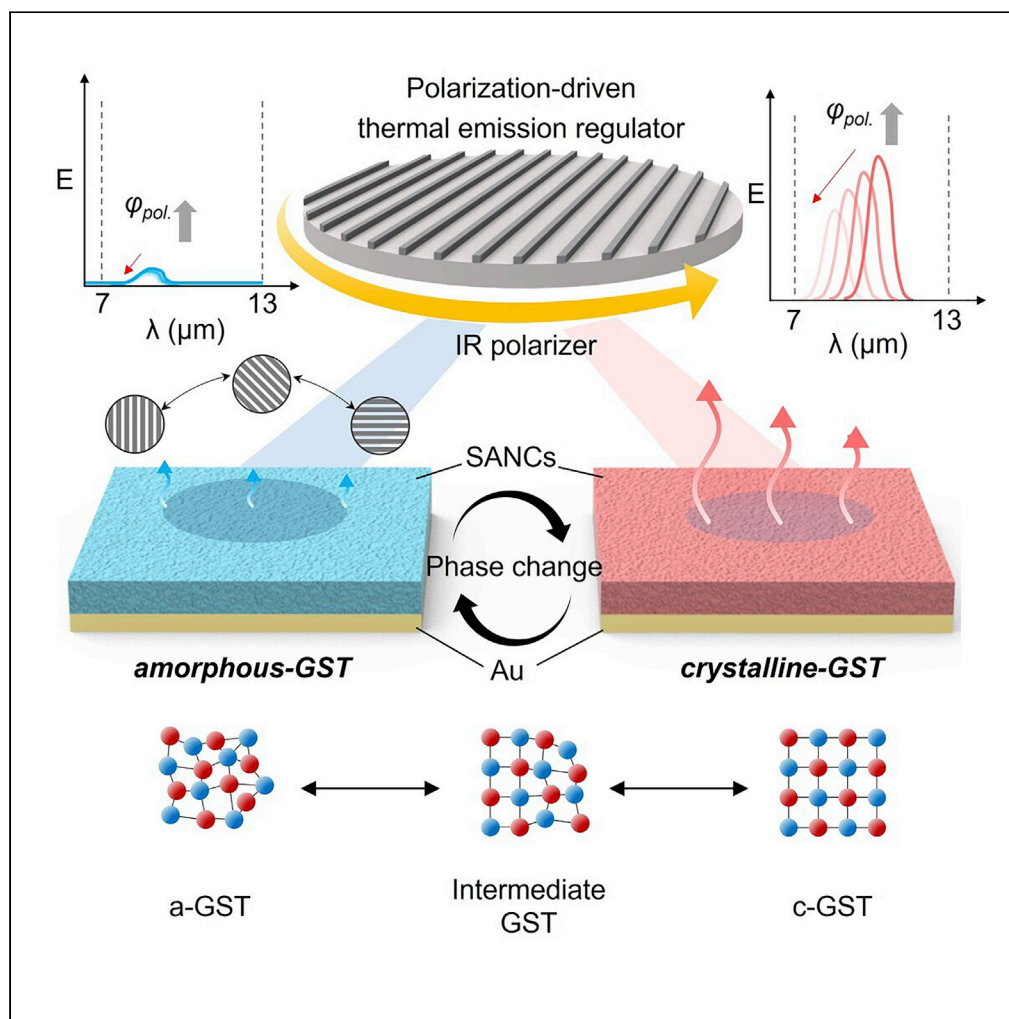 Polarization-driven
thermal emission regulator
E
φpol.
7
13
λ (µm)
E
φpol.
7
13
λ (µm)
IR polarizer
SANCs
Phase change
Au
amorphous-GST
crystalline-GST
a-GST
Intermediate
GST
c-GST